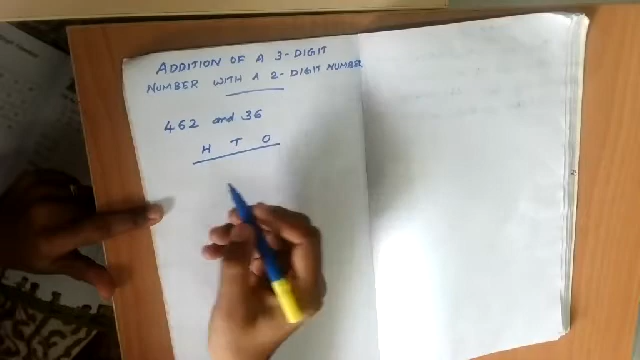 ADDITION OF A 3-DIGIT
NUMBER WITH A 2-DIGIT NUMBER
462 and 36
H T O